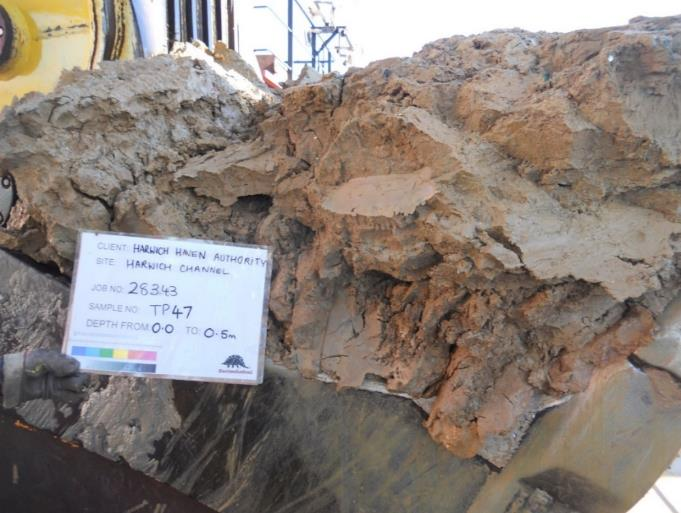 CLIENT: HARWICH HAVEN AUTHORITY
SITE: HARWICH CHANNEL
JOB NO: 28343
SAMPLE NO: TP47
DEPTH FROM: 0.0 TO: 0.5m